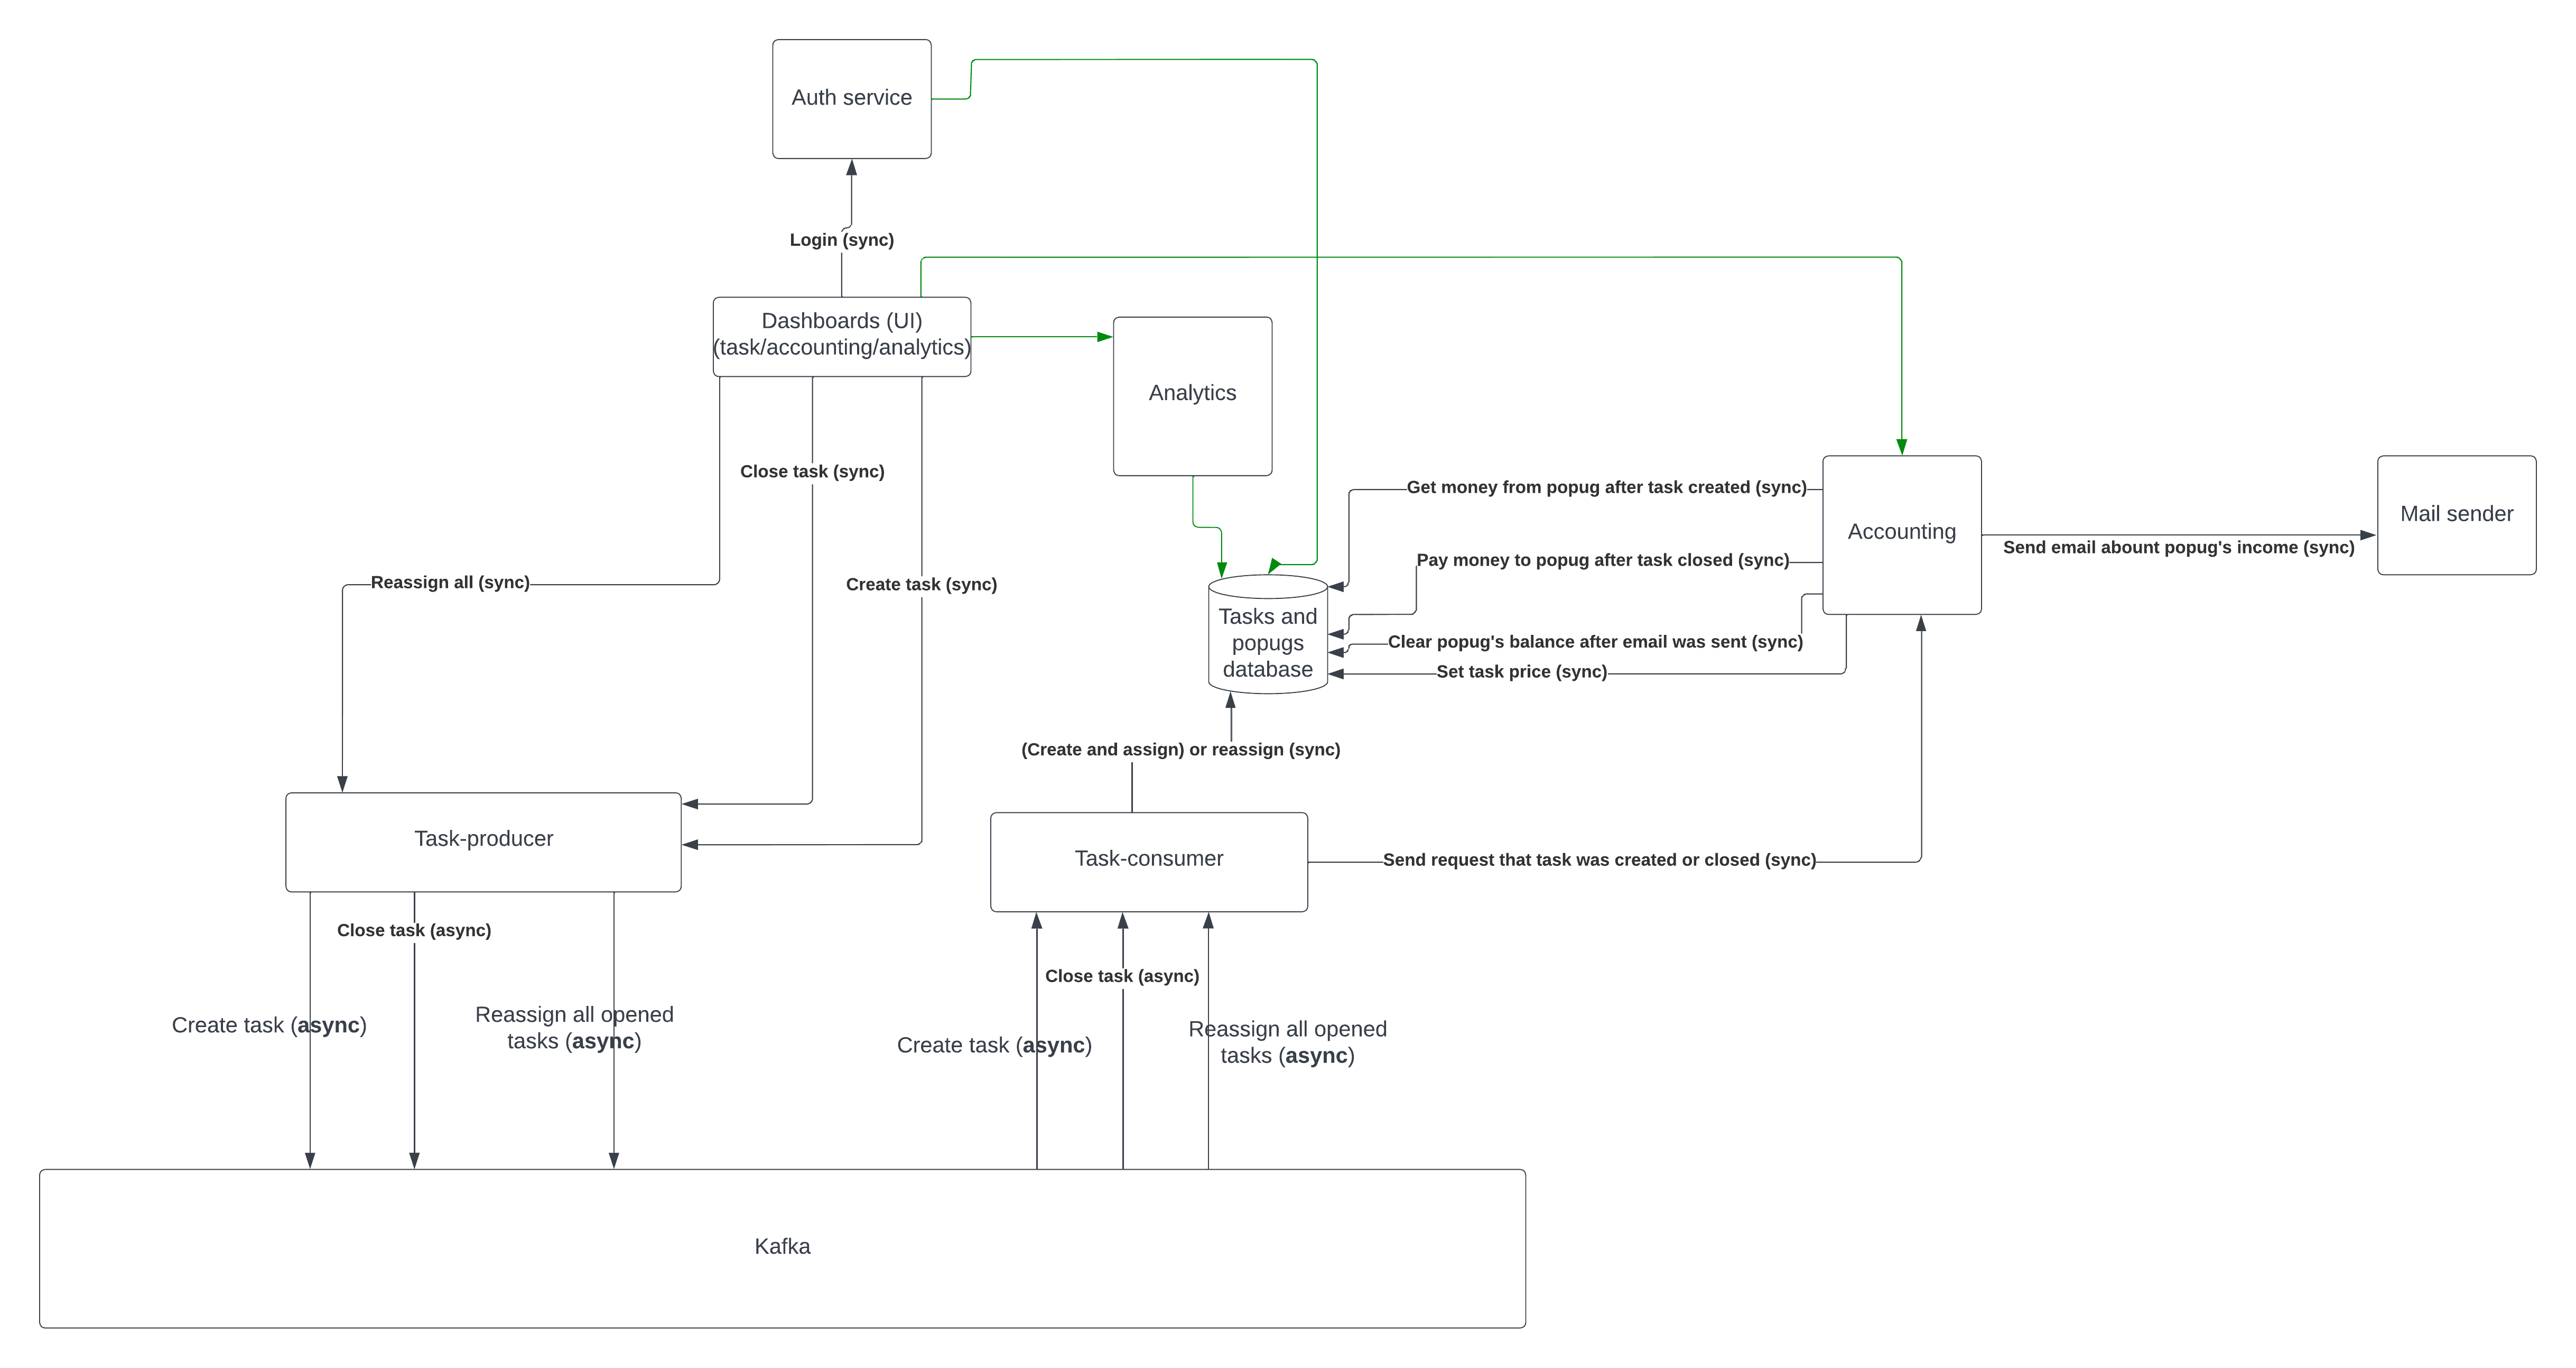 Auth service
Login (sync)
Dashboards (UI)
(task/accounting/analytics)
Analytics
Close task (sync)
Get money from popug after task created (sync)
Accounting
Mail sender
Send email abount popug's income (sync)
Pay money to popug after task closed (sync)
Reassign all (sync)
Create task (sync)
Tasks and
popugs
database
Clear popug's balance after email was sent (sync)
Set task price (sync)
(Create and assign) or reassign (sync)
Task-producer
Task-consumer
Send request that task was created or closed (sync)
Close task (async)
Close task (async)
Create task (async)
Reassign all opened
tasks (async)
Create task (async)
Reassign all opened
tasks (async)
Kafka